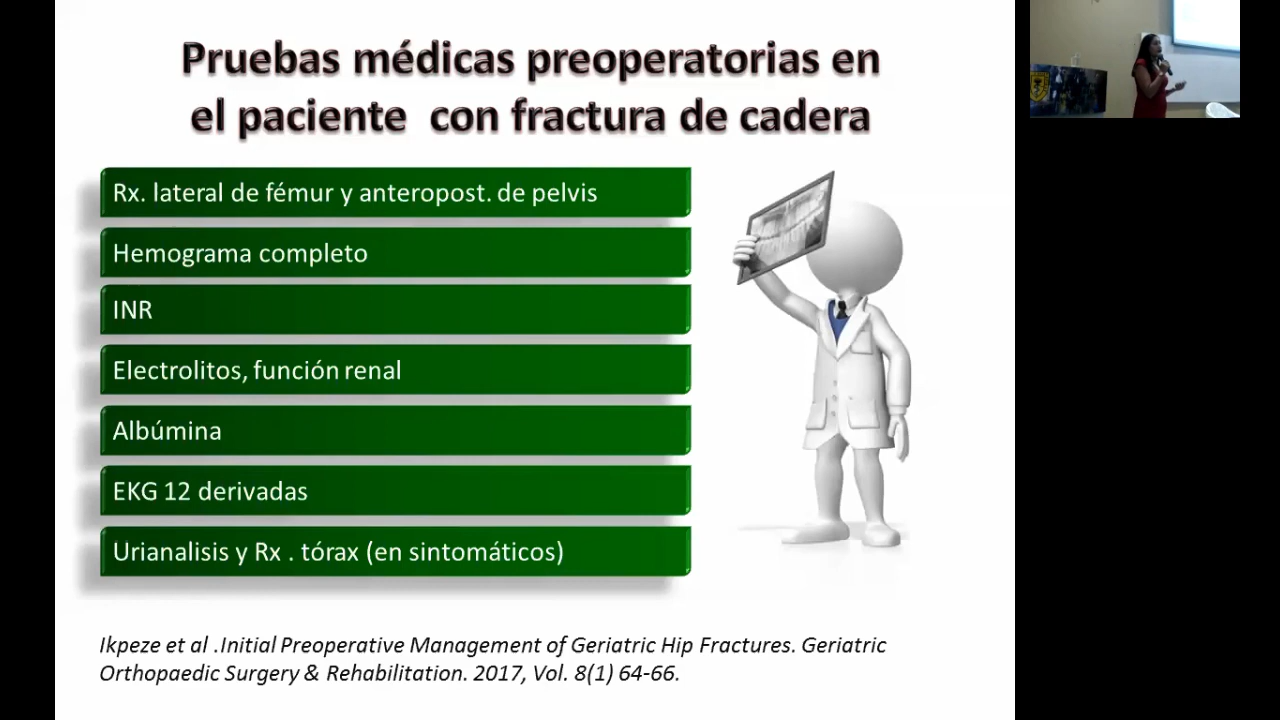 Pruebas médicas preoperatorias en
el paciente con fractura de cadera
Rx. lateral de fémur y anteropost. de pelvis
Hemograma completo
INR
Electrolitos, función renal
Albúmina
EKG 12 derivadas
Urianalisis y Rx . tórax (en sintomáticos)
Ikpeze et al .Initial Preoperative Management of Geriatric Hip Fractures. Geriatric
Orthopaedic Surgery & Rehabilitation. 2017, Vol. 8(1) 64-66.